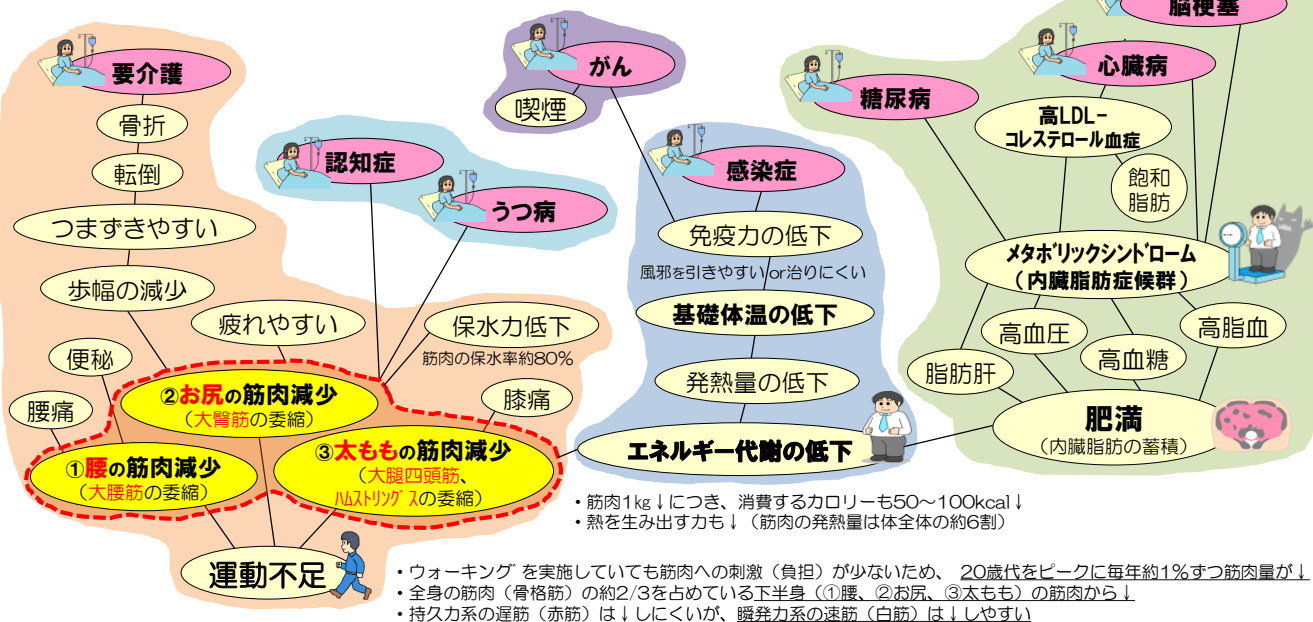 脳梗塞
要介護
がん
心臓病
糖尿病
喫煙
骨折
高LDL-
コレステロール血症
転倒
認知症
感染症
飽和
脂肪
うつ病
つまずきやすい
免疫力の低下
風邪を引きやすい or治りにくい
メタボリックシンドローム
(内臓脂肪症候群)
歩幅の減少
基礎体温の低下
疲れやすい
保水力低下
筋肉の保水率約80%
高血圧
高脂血
高血糖
便秘
脂肪肝
発熱量の低下
腰痛
膝痛
②お尻の筋肉減少
(大臀筋の委縮)
肥満
(内臓脂肪の蓄積)
エネルギー代謝の低下
③太ももの筋肉減少
(大腿四頭筋、
ハムストリングスの委縮)
①腰の筋肉減少
(大腰筋の委縮)
・筋肉1㎏↓につき、消費するカロリーも50～100kcal↓
・熱を生み出す力も↓(筋肉の発熱量は体全体の約6割)
運動不足
・ウォーキングを実施していても筋肉への刺激(負担)が少ないため、 20歳代をピークに毎年約1%ずつ筋肉量が↓
・全身の筋肉(骨格筋)の約2/3を占めている下半身(①腰、②お尻、③太もも)の筋肉から↓
・持久力系の遅筋(赤筋)は↓しにくいが、瞬発力系の速筋(白筋)は↓しやすい